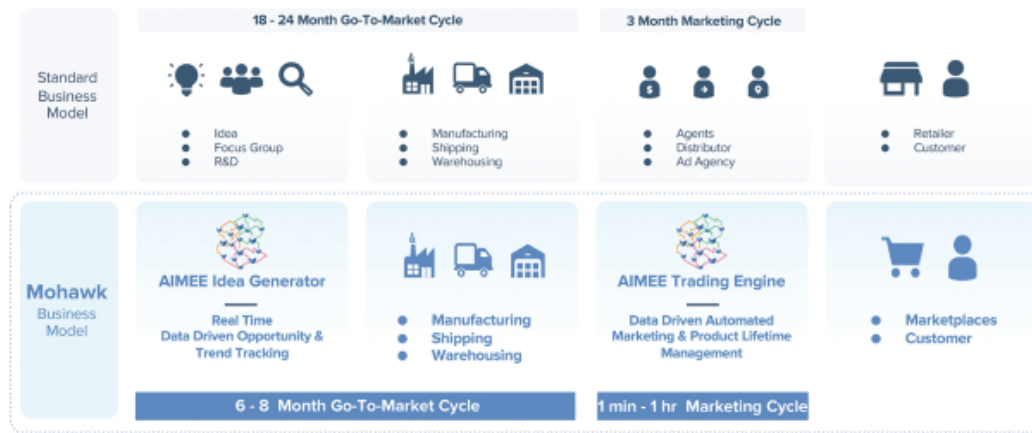 18 - 24 Month Go-To-Market Cycle
3 Month Marketing Cycle
Standard
Business
Model
Idea
Focus Group
R&D
Manufacturing
Shipping
Warehousing
Agents
Distributor
Ad Agency
Retailer
Customer
Mohawk
Business
Model
AIMEE Idea Generator
Real Time
Data Driven Opportunity &
Trend Tracking
Manufacturing
Shipping
Warehousing
AIMEE Trading Engine
Data Driven Automated
Marketing & Product Lifetime
Management
Marketplaces
Customer
6 - 8 Month Go-To-Market Cycle
1 min - 1 hr Marketing Cycle